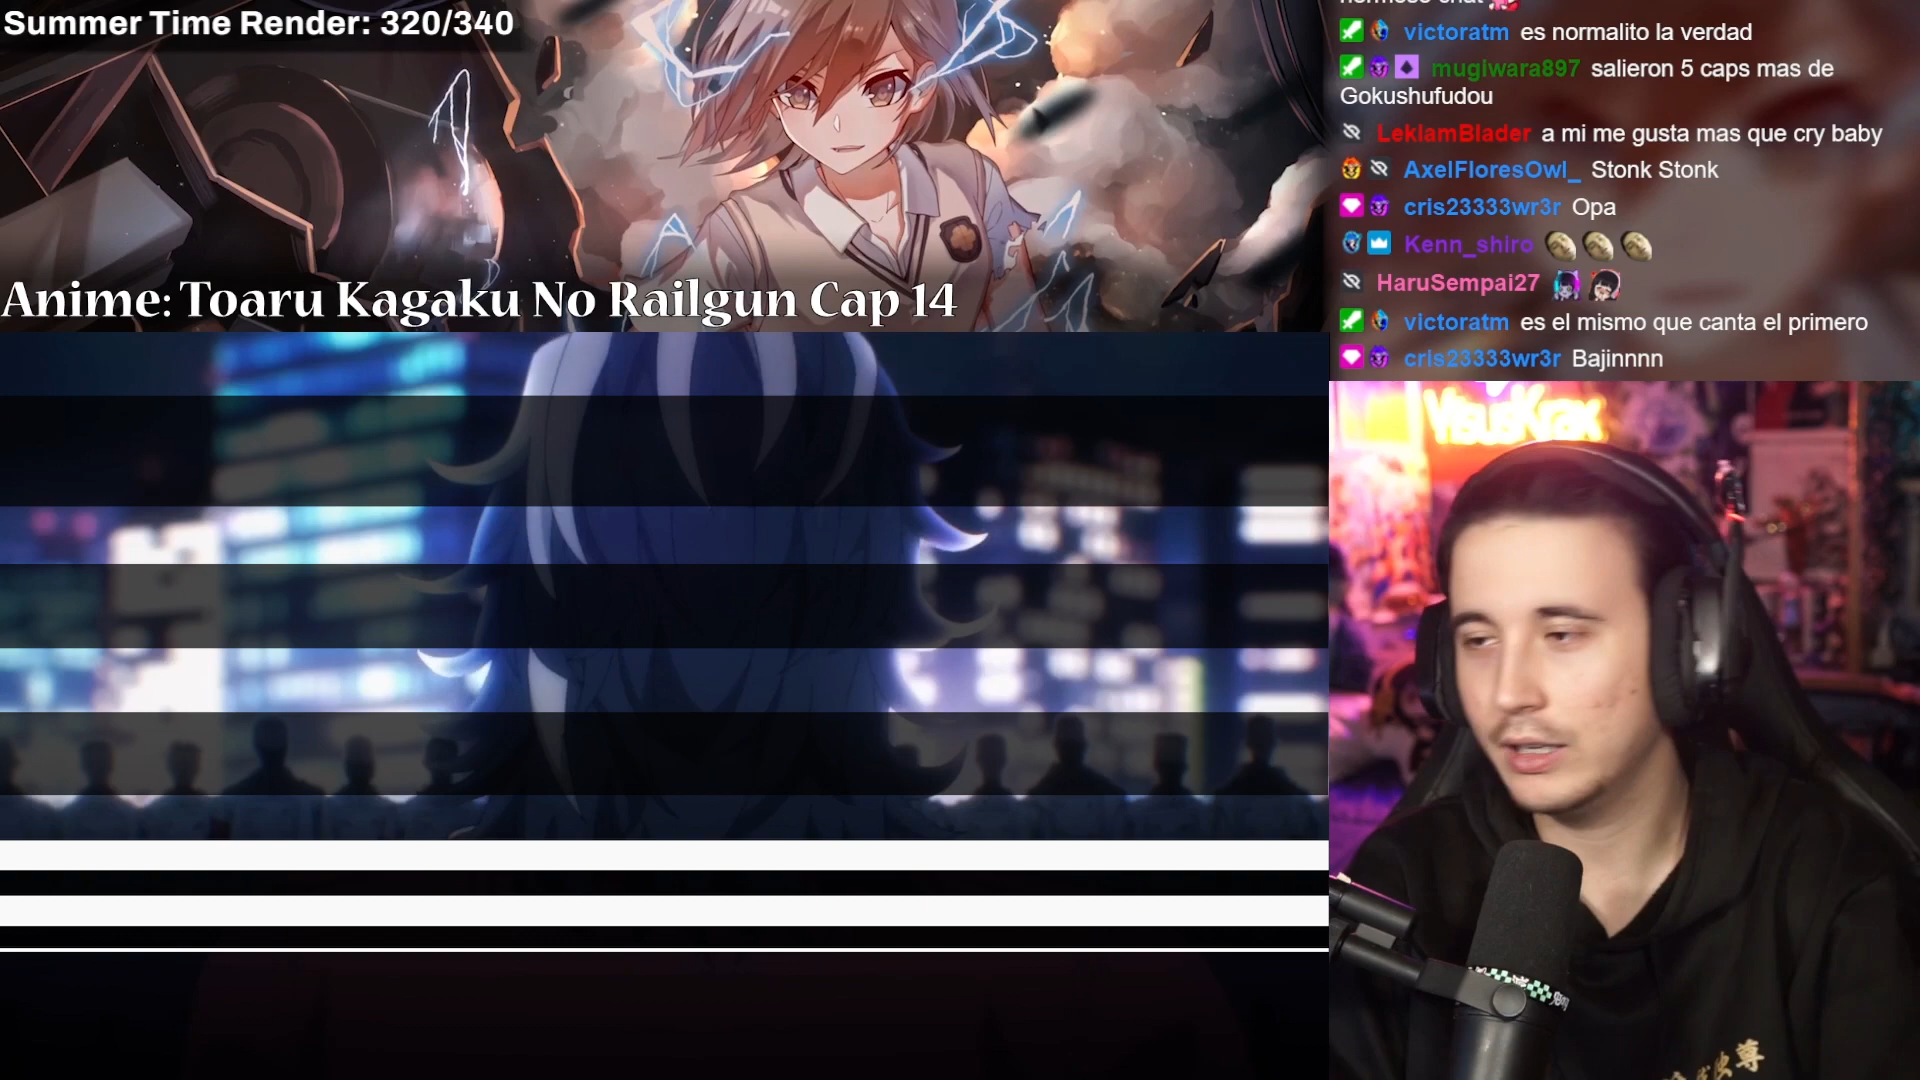 Summer Time Render: 320/340
Anime: Toaru Kagaku No Railgun Cap 14
victoratm es normalito la verdad
mugiwara897 salieron 5 caps mas de
Gokushufudou
LeklamBlader a mi me gusta mas que cry baby
AxelFloresOwl_ Stonk Stonk
cris23333wr3r Opa
Kenn_shiro
HaruSempai27
victoratm es el mismo que canta el primero
cris23333wr3r Bajinnnn
VisusKrax